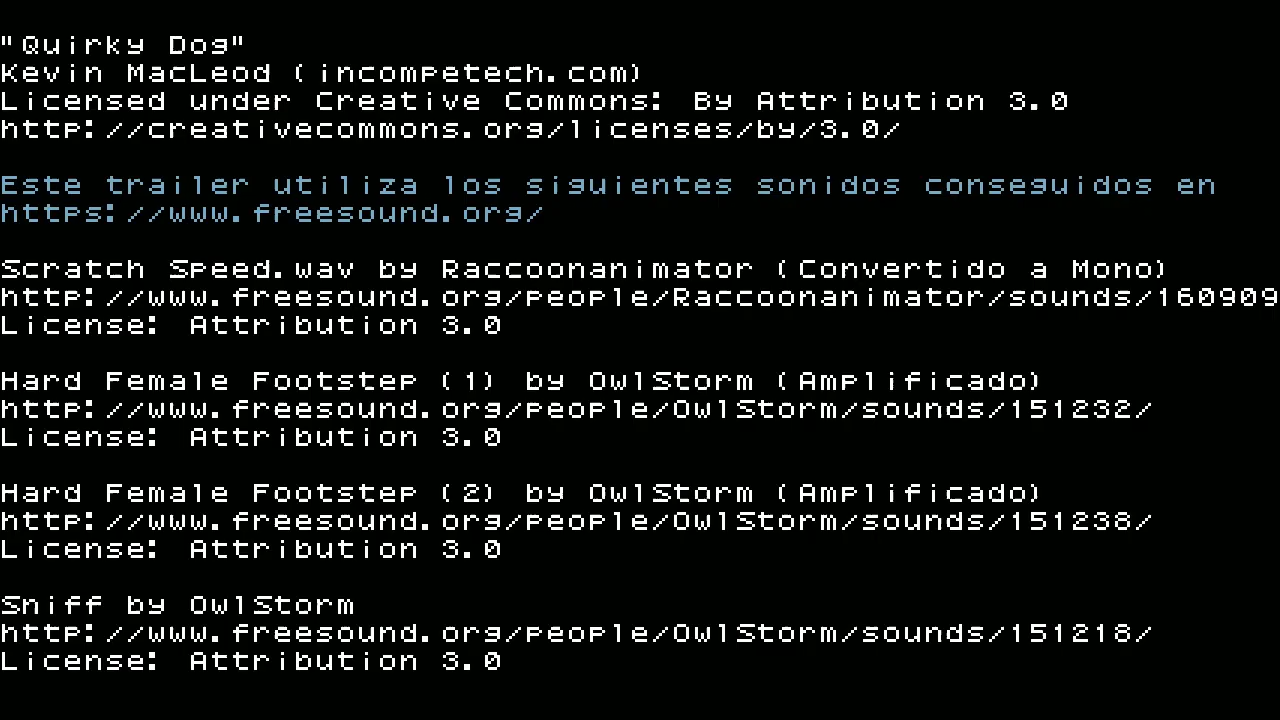 "Quirky Dog"
Kevin MacLeod (incompetech.com)
Licensed under Creative Commons: By Attribution 3.0
http://creativecommons.org/licenses/by/3.0/
Este trailer utiliza los siguientes sonidos conseguidos en
https://www.freesound.org/
Scratch Speed.wav by Raccoonanimator (Convertido a Mono)
http://www.freesound.org/people/Raccoonanimator/sounds/160909
License: Attribution 3.0
Hard Female Footstep (1) by OwlStorm (Amplificado)
http://www.freesound.org/people/OwlStorm/sounds/151232/
License: Attribution 3.0
Hard Female Footstep (2) by OwlStorm (Amplificado)
http://www.freesound.org/people/OwlStorm/sounds/151238/
License: Attribution 3.0
Sniff by OwlStorm
http://www.freesound.org/people/OwlStorm/sounds/151218/
License: Attribution 3.0